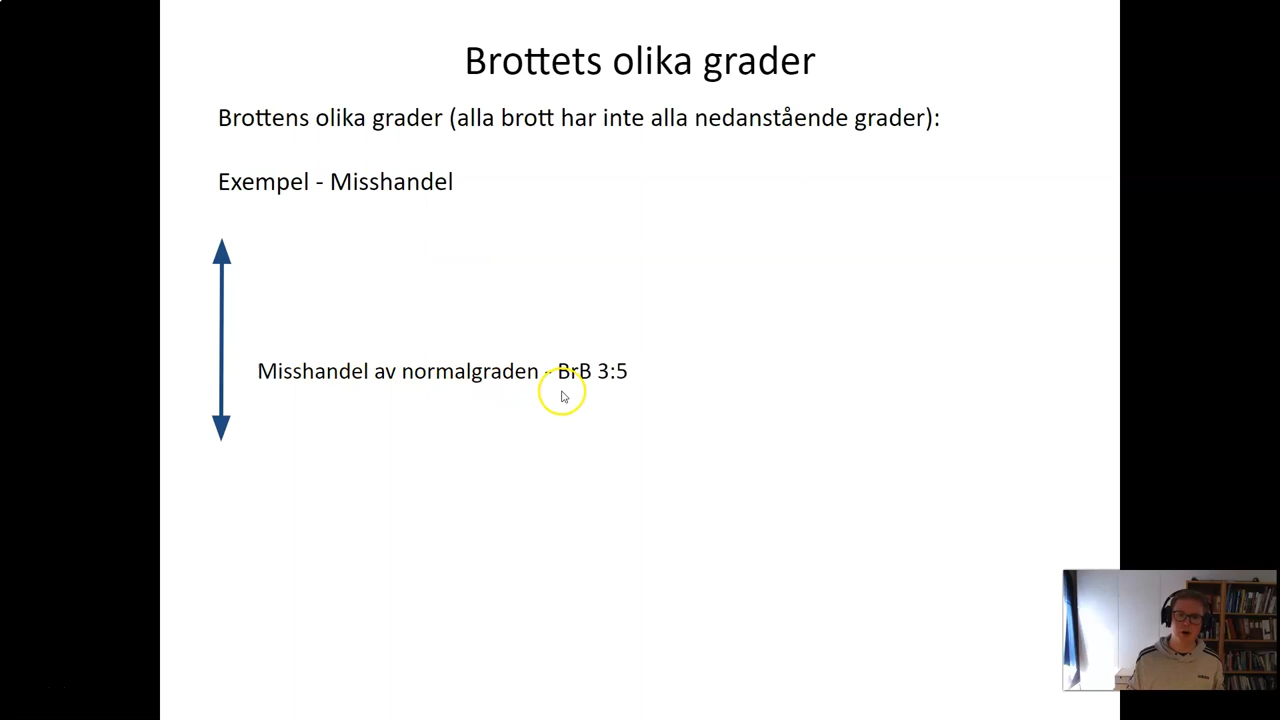 Brottets olika grader
Brottens olika grader (alla brott har inte alla nedanstående grader):
Exempel - Misshandel
Misshandel av normalgraden - BrB 3:5